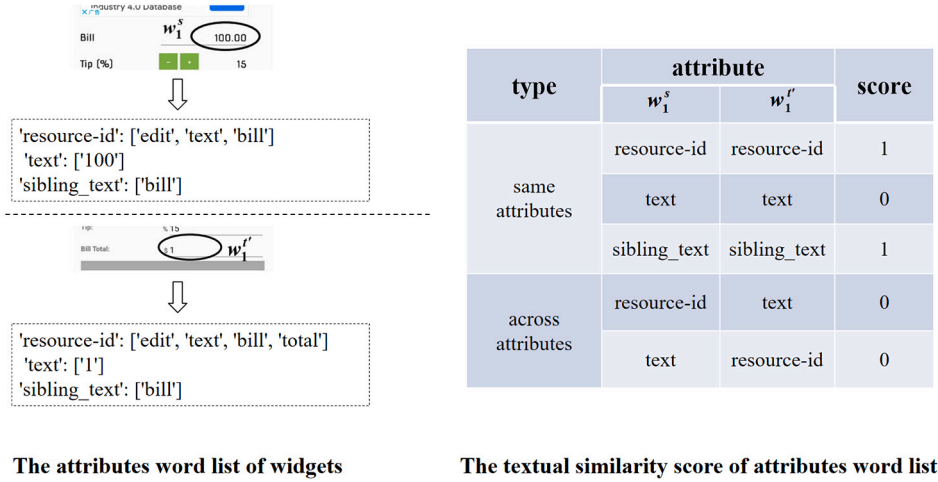 Industry 4.0 Database
Bill
w₁ˢ
100.00
Tip (%)
-
+
15
'resource-id': ['edit', 'text', 'bill']
'text': ['100']
'sibling_text': ['bill']
Tip:
% 15
Bill Total:
$ 1
w₁ᵗ'
'resource-id': ['edit', 'text', 'bill', 'total']
'text': ['1']
'sibling_text': ['bill']
The attributes word list of widgets
type attribute score
w₁ˢ w₁ᵗ'
same attributes
resource-id resource-id 1
text text 0
sibling_text sibling_text 1
across attributes
resource-id text 0
text resource-id 0
The textual similarity score of attributes word list